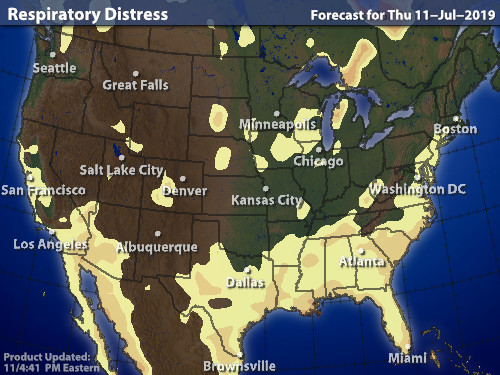 Respiratory Distress
Forecast for Thu 11-Jul-2019
Seattle
Great Falls
Minneapolis
Boston
Chicago
Salt Lake City
Denver
San Francisco
Kansas City
Washington DC
Los Angeles
Albuquerque
Atlanta
Dallas
Product Updated:
11/4:41 PM Eastern
Brownsville
Miami